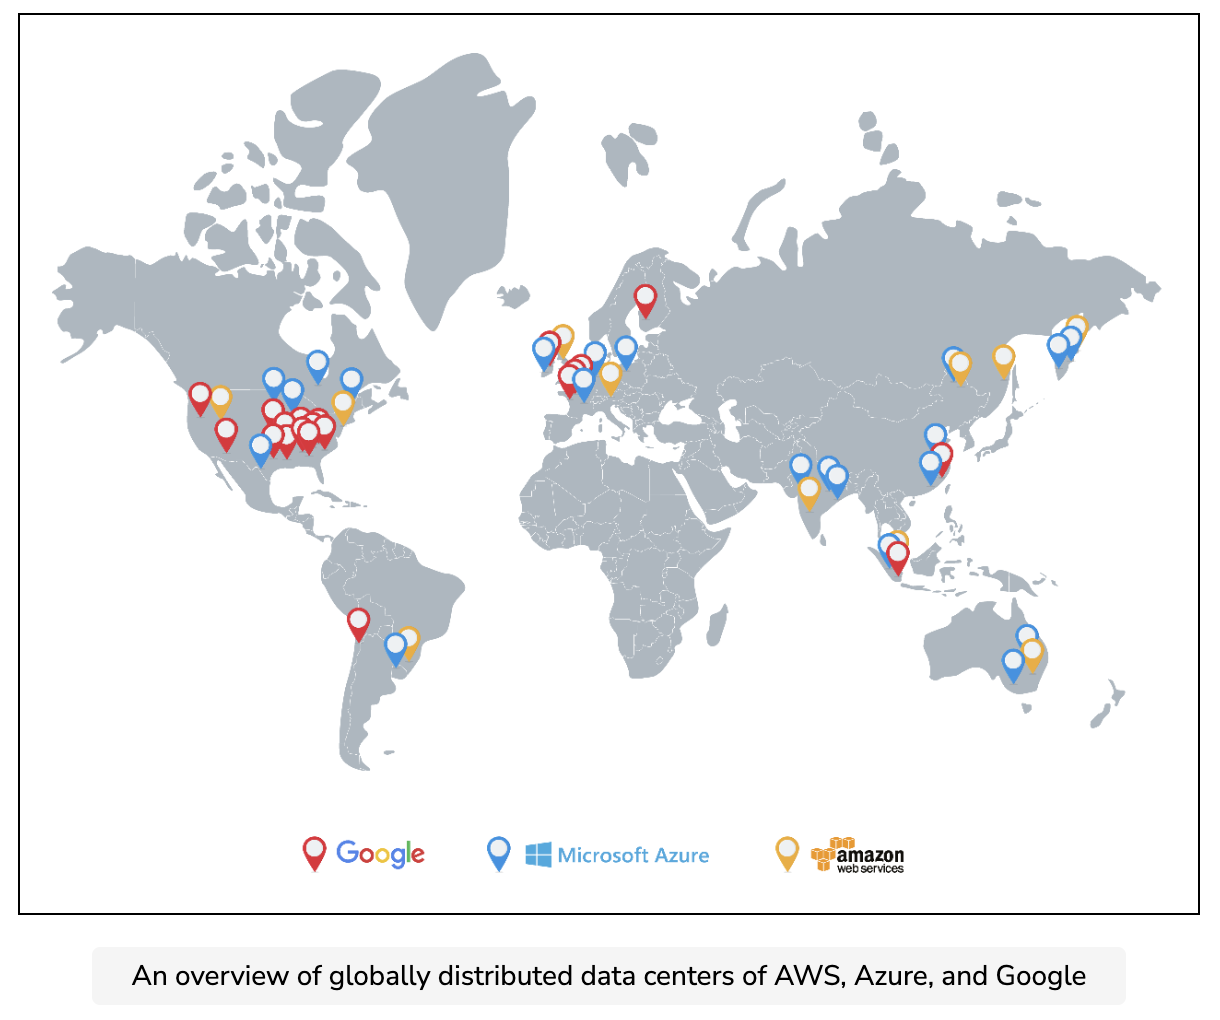 Google
Microsoft Azure
amazon
web services
An overview of globally distributed data centers of AWS, Azure, and Google